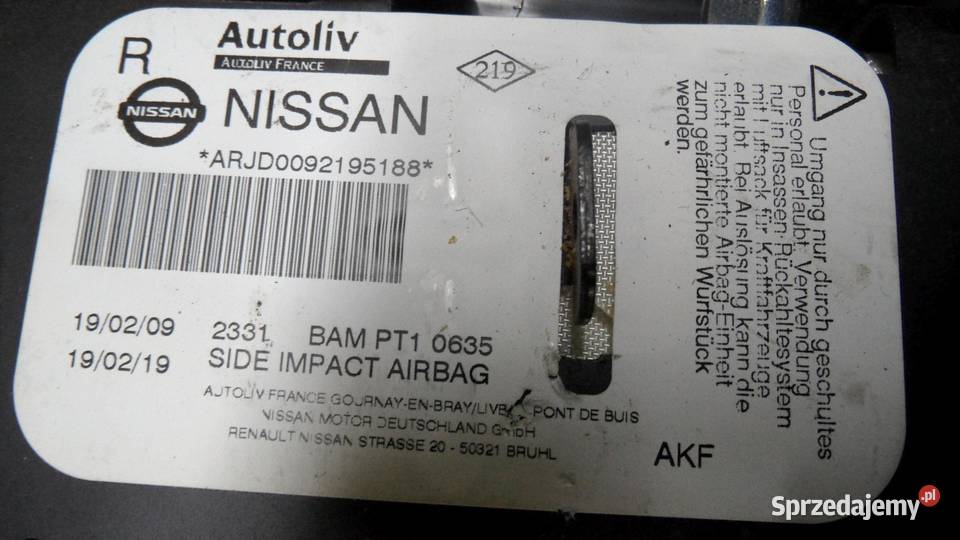 R
Autoliv
AUTOLIV FRANCE
219
NISSAN
NISSAN
*ARJD0092195188*
19/02/09 2331 BAM PT1 0635
19/02/19 SIDE IMPACT AIRBAG
AUTOLIV FRANCE GOURNAY-EN-BRAY/LIVB PONT DE BUIS
NISSAN MOTOR DEUTSCHLAND GmbH
RENAULT NISSAN STRASSE 20 - 50321 BRUHL
AKF
Umgang nur durch geschultes
Personal erlaubt. Verwendung
nur in Insassen-Rückahltesystem
mit Luftsack für Kraftfahrzeuge
erlaubt. Bei Auslösung kann die
nicht montierte Airbag-Einheit
zum gefährlichen Wurfstück
werden.
Sprzedajemy.pl